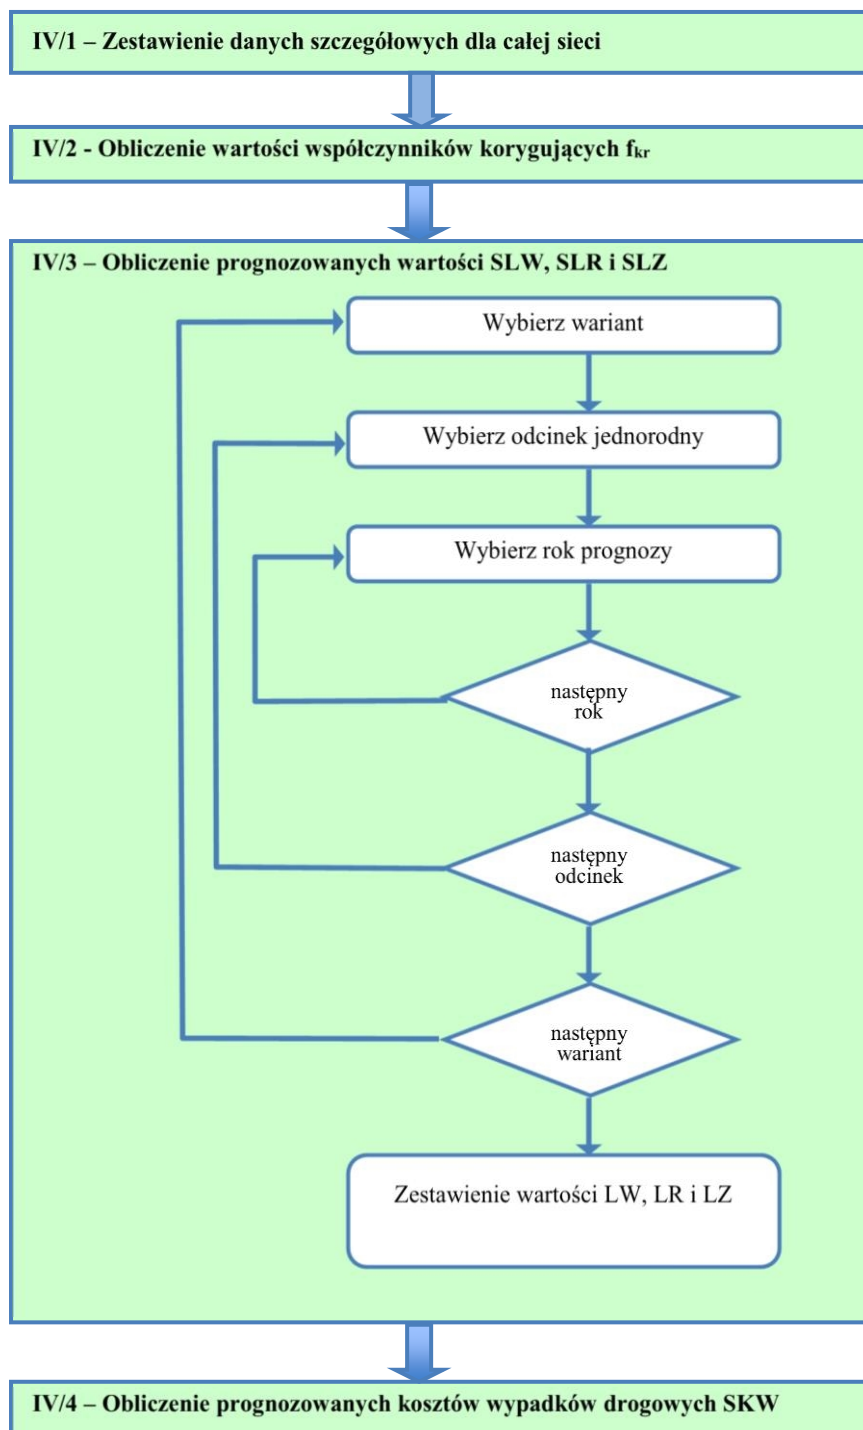 IV/1 – Zestawienie danych szczegółowych dla całej sieci
IV/2 - Obliczenie wartości współczynników korygujących fkr
IV/3 – Obliczenie prognozowanych wartości SLW, SLR i SLZ
Wybierz wariant
Wybierz odcinek jednorodny
Wybierz rok prognozy
następny
rok
następny
odcinek
następny
wariant
Zestawienie wartości LW, LR i LZ
IV/4 – Obliczenie prognozowanych kosztów wypadków drogowych SKW